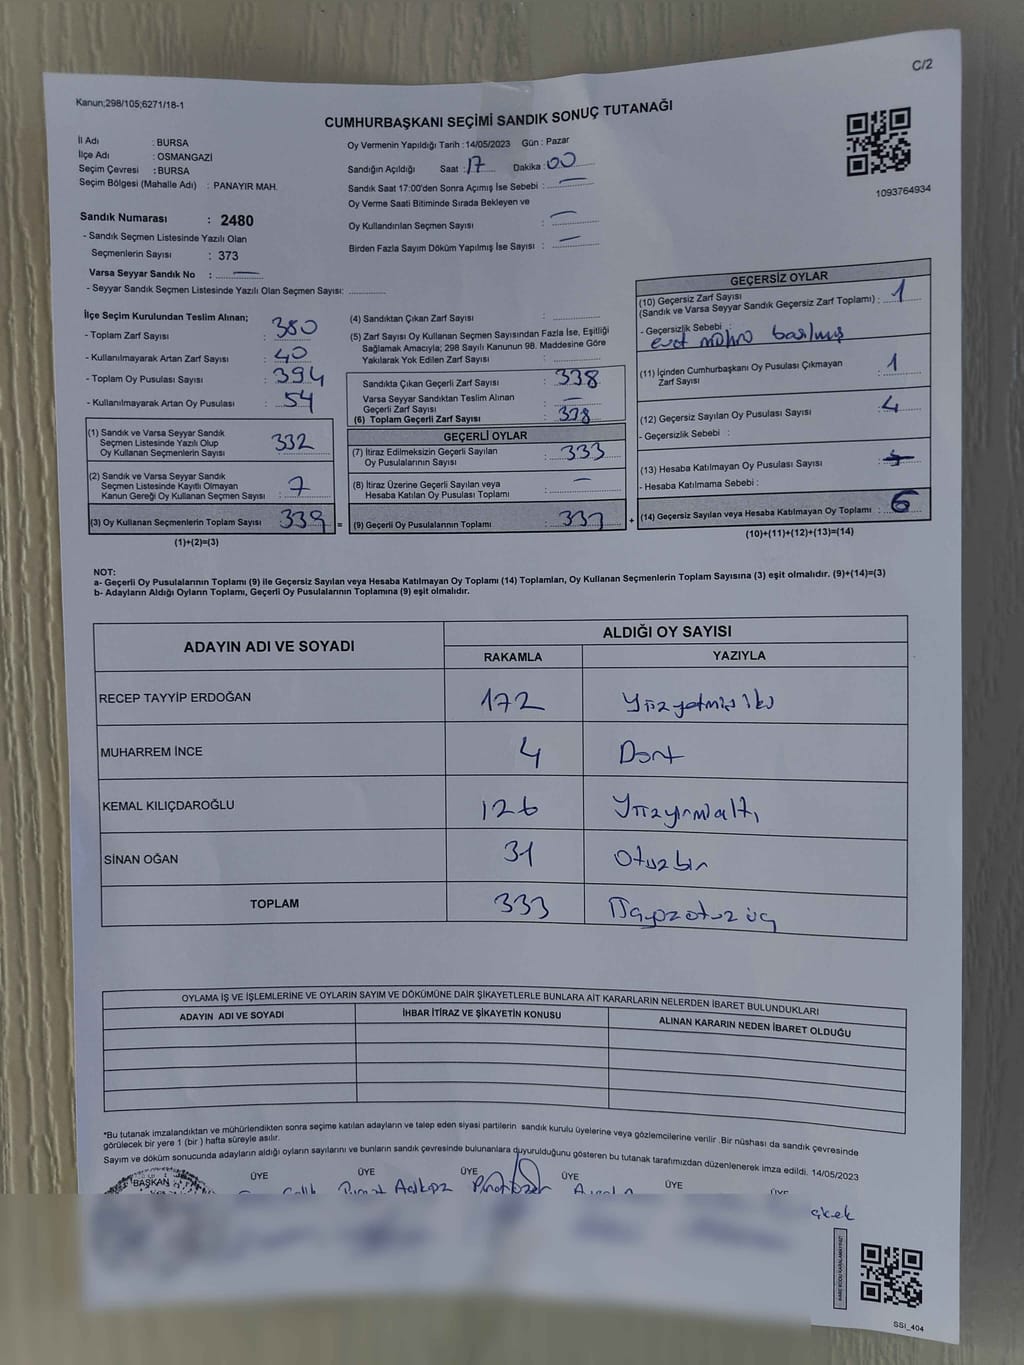 C/2
Kanun;298/105;6271/18-1
CUMHURBAŞKANI SEÇİMİ SANDIK SONUÇ TUTANAĞI
İl Adı : BURSA
İlçe Adı : OSMANGAZİ
Seçim Çevresi : BURSA
Seçim Bölgesi (Mahalle Adı) : PANAYIR MAH.
Sandık Numarası : 2480
- Sandık Seçmen Listesinde Yazılı Olan
Seçmenlerin Sayısı : 373
Varsa Seyyar Sandık No : —
- Seyyar Sandık Seçmen Listesinde Yazılı Olan Seçmen Sayısı:
Oy Vermenin Yapıldığı Tarih :14/05/2023 Gün : Pazar
Sandığın Açıldığı Saat : 17 Dakika : 00
Sandık Saat 17:00'den Sonra Açımış İse Sebebi : —
Oy Verme Saati Bitiminde Sırada Bekleyen ve
Oy Kullandırılan Seçmen Sayısı : —
Birden Fazla Sayım Döküm Yapılmış İse Sayısı : —
1093764934
İlçe Seçim Kurulundan Teslim Alınan;
- Toplam Zarf Sayısı : 380
- Kullanılmayarak Artan Zarf Sayısı : 40
- Toplam Oy Pusulası Sayısı : 394
- Kullanılmayarak Artan Oy Pusulası : 54
(1) Sandık ve Varsa Seyyar Sandık
Seçmen Listesinde Yazılı Olup
Oy Kullanan Seçmenlerin Sayısı : 332
(2) Sandık ve Varsa Seyyar Sandık
Seçmen Listesinde Kayıtlı Olmayan
Kanun Gereği Oy Kullanan Seçmen Sayısı : 7
(3) Oy Kullanan Seçmenlerin Toplam Sayısı : 339 =
(1)+(2)=(3)
(4) Sandıktan Çıkan Zarf Sayısı :
(5) Zarf Sayısı Oy Kullanan Seçmen Sayısından Fazla İse, Eşitliği
Sağlamak Amacıyla; 298 Sayılı Kanunun 98. Maddesine Göre
Yakılarak Yok Edilen Zarf Sayısı :
Sandıkta Çıkan Geçerli Zarf Sayısı : 338
Varsa Seyyar Sandıktan Teslim Alınan
Geçerli Zarf Sayısı : —
(6) Toplam Geçerli Zarf Sayısı : 338
GEÇERLİ OYLAR
(7) İtiraz Edilmeksizin Geçerli Sayılan
Oy Pusulalarının Sayısı : 333
(8) İtiraz Üzerine Geçerli Sayılan veya
Hesaba Katılan Oy Pusulası Toplamı : —
(9) Geçerli Oy Pusulalarının Toplamı : 333 +
GEÇERSİZ OYLAR
(10) Geçersiz Zarf Sayısı
(Sandık ve Varsa Seyyar Sandık Geçersiz Zarf Toplamı) : 1
- Geçersizlik Sebebi :
evet mührü basılmış
(11) İçinden Cumhurbaşkanı Oy Pusulası Çıkmayan
Zarf Sayısı : 1
(12) Geçersiz Sayılan Oy Pusulası Sayısı : 4
- Geçersizlik Sebebi :
(13) Hesaba Katılmayan Oy Pusulası Sayısı :
- Hesaba Katılmama Sebebi :
(14) Geçersiz Sayılan veya Hesaba Katılmayan Oy Toplamı : 6
(10)+(11)+(12)+(13)=(14)
NOT:
a- Geçerli Oy Pusulalarının Toplamı (9) ile Geçersiz Sayılan veya Hesaba Katılmayan Oy Toplamı (14) Toplamları, Oy Kullanan Seçmenlerin Toplam Sayısına (3) eşit olmalıdır. (9)+(14)=(3)
b- Adayların Aldığı Oyların Toplamı, Geçerli Oy Pusulalarının Toplamına (9) eşit olmalıdır.
ADAYIN ADI VE SOYADI ALDIĞI OY SAYISI
RAKAMLA YAZIYLA
RECEP TAYYİP ERDOĞAN 172 Yüzyetmişiki
MUHARREM İNCE 4 Dört
KEMAL KILIÇDAROĞLU 126 Yüzyirmialtı
SİNAN OĞAN 31 Otuzbir
TOPLAM 333 Üçyüzotuzüç
OYLAMA İŞ VE İŞLEMLERİNE VE OYLARIN SAYIM VE DÖKÜMÜNE DAİR ŞİKAYETLERLE BUNLARA AİT KARARLARIN NELERDEN İBARET BULUNDUKLARI
ADAYIN ADI VE SOYADI İHBAR İTİRAZ VE ŞİKAYETİN KONUSU ALINAN KARARIN NEDEN İBARET OLDUĞU
*Bu tutanak imzalandıktan ve mühürlendikten sonra seçime katılan adayların ve talep eden siyasi partilerin sandık kurulu üyelerine veya gözlemcilerine verilir .Bir nüshası da sandık çevresinde
görülecek bir yere 1 (bir ) hafta süreyle asılır.
Sayım ve döküm sonucunda adayların aldığı oyların sayılarını ve bunların sandık çevresinde bulunanlara duyurulduğunu gösteren bu tutanak tarafımızdan düzenlenerek imza edildi. 14/05/2023
BAŞKAN ÜYE ÜYE ÜYE ÜYE ÜYE ÜYE
SSİ_404